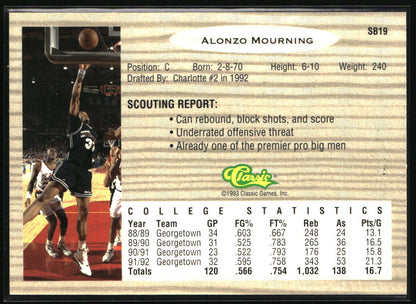 SB19
ALONZO MOURNING
Position: C Born: 2-8-70 Height: 6-10 Weight: 240
Drafted By: Charlotte #2 in 1992
SCOUTING REPORT:
• Can rebound, block shots, and score
• Underrated offensive threat
• Already one of the premier pro big men
Classic
©1993 Classic Games, Inc.
COLLEGE STATISTICS
Year Team GP FG% FT% Reb As Pts/G
88/89 Georgetown 34 .603 .667 248 24 13.1
89/90 Georgetown 31 .525 .783 265 36 16.5
90/91 Georgetown 23 .522 .793 176 25 15.8
91/92 Georgetown 32 .595 .758 343 53 21.3
Totals 120 .566 .754 1,032 138 16.7
33